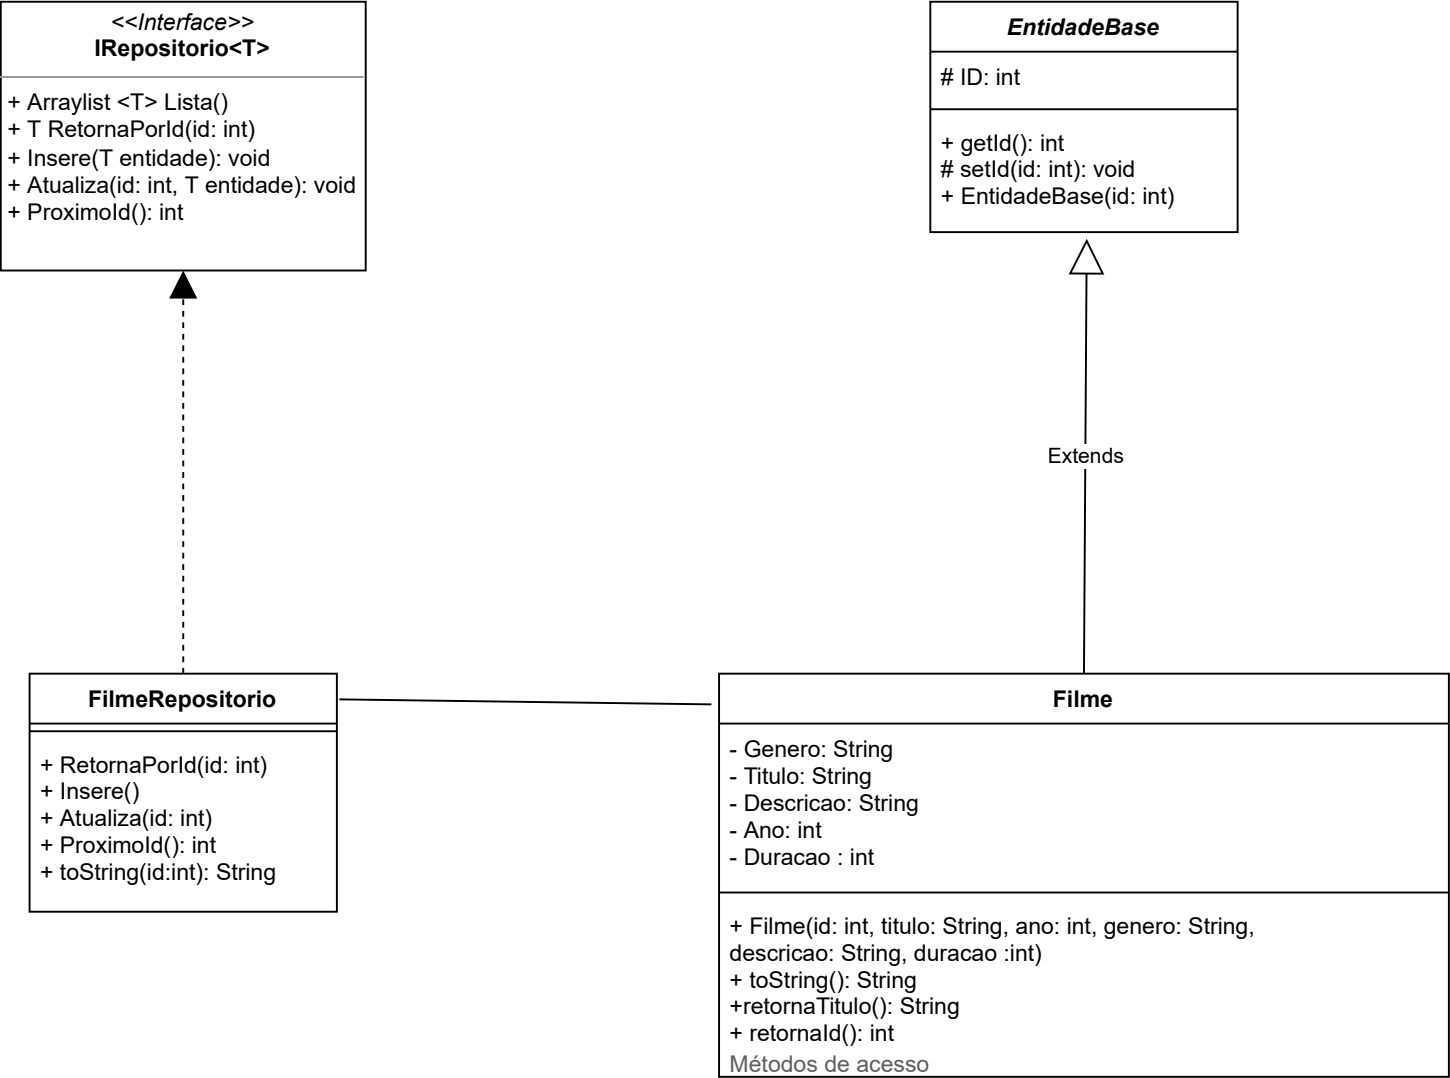 <<Interface>>
IRepositorio<T>
+ Arraylist <T> Lista()
+ T RetornaPorId(id: int)
+ Insere(T entidade): void
+ Atualiza(id: int, T entidade): void
+ ProximoId(): int
EntidadeBase
# ID: int
+ getId(): int
# setId(id: int): void
+ EntidadeBase(id: int)
Extends
FilmeRepositorio
+ RetornaPorId(id: int)
+ Insere()
+ Atualiza(id: int)
+ ProximoId(): int
+ toString(id:int): String
Filme
- Genero: String
- Titulo: String
- Descricao: String
- Ano: int
- Duracao : int
+ Filme(id: int, titulo: String, ano: int, genero: String,
descricao: String, duracao :int)
+ toString(): String
+retornaTitulo(): String
+ retornaId(): int
Métodos de acesso